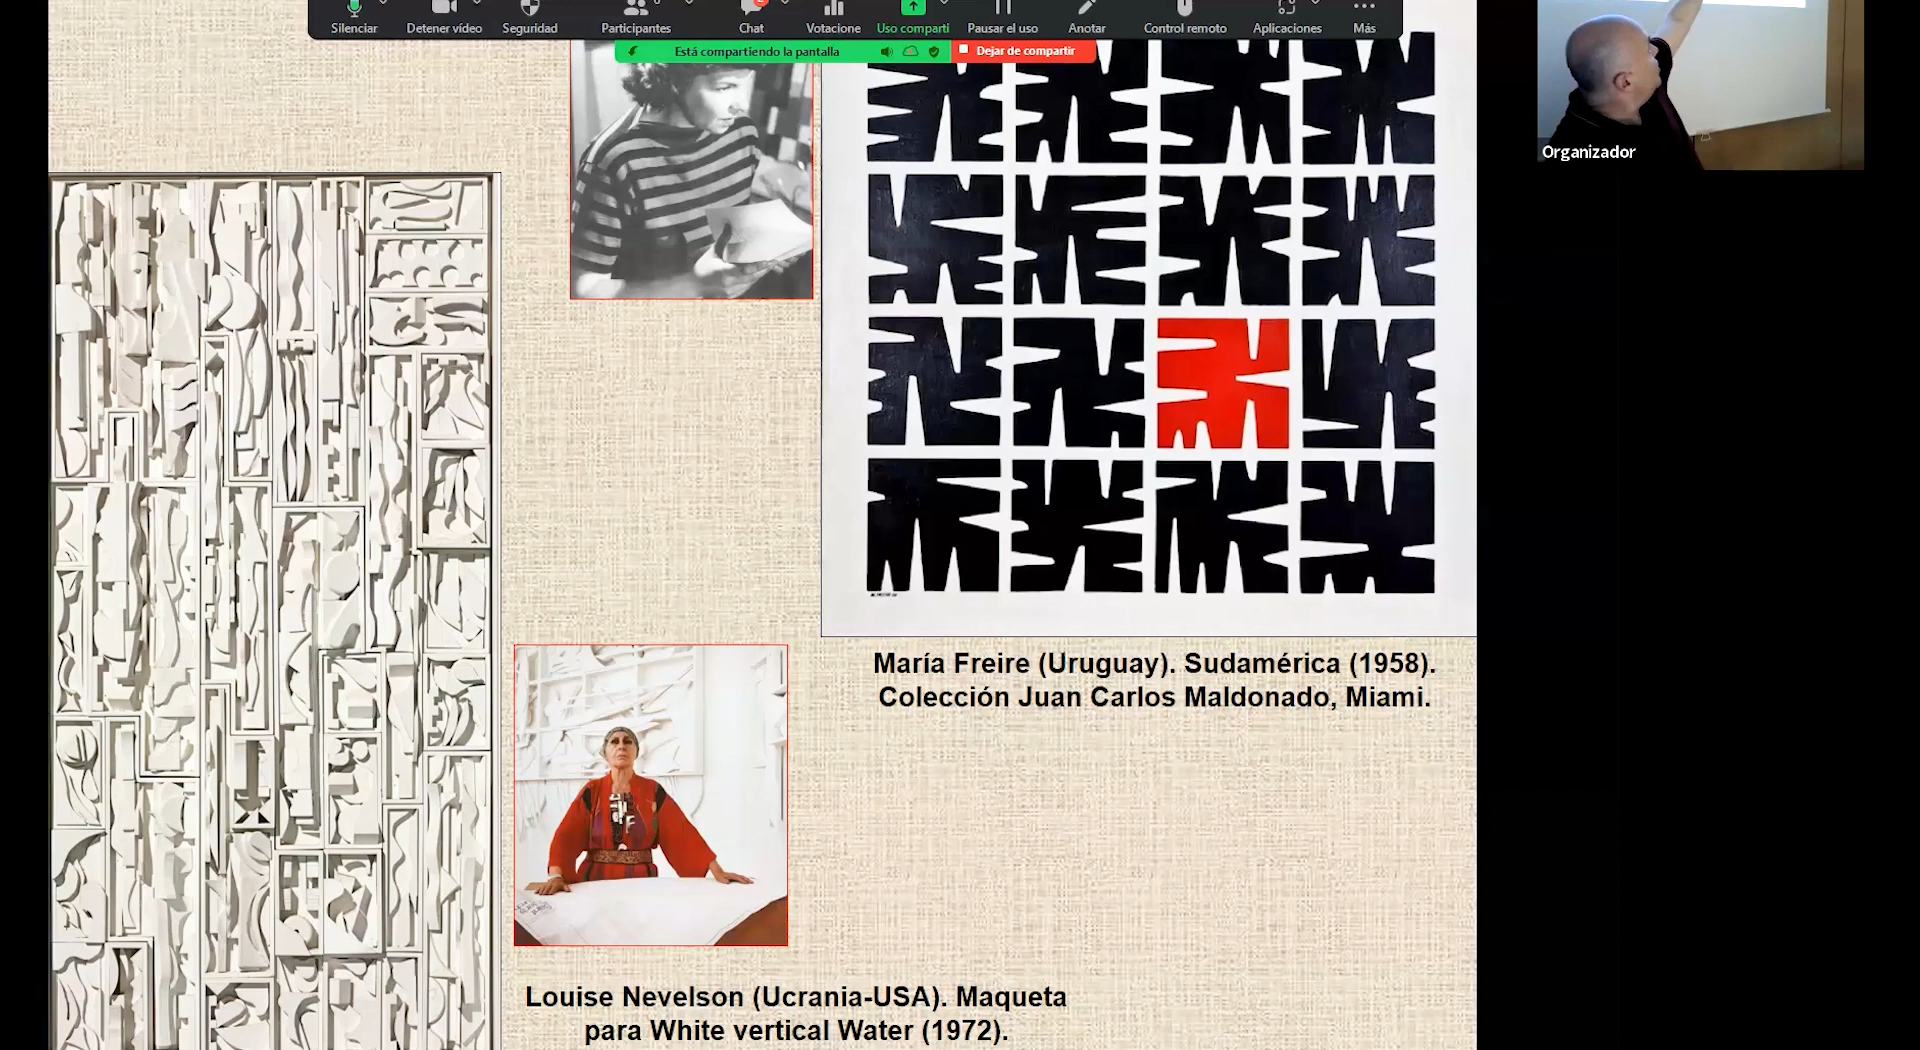 Silenciar
Detener vídeo
Seguridad
Participantes
Chat
Votacione
Uso comparti
Pausar el uso
Anotar
Control remoto
Aplicaciones
Más
Está compartiendo la pantalla
Dejar de compartir
Organizador
María Freire (Uruguay). Sudamérica (1958).
Colección Juan Carlos Maldonado, Miami.
Louise Nevelson (Ucrania-USA). Maqueta
para White vertical Water (1972).